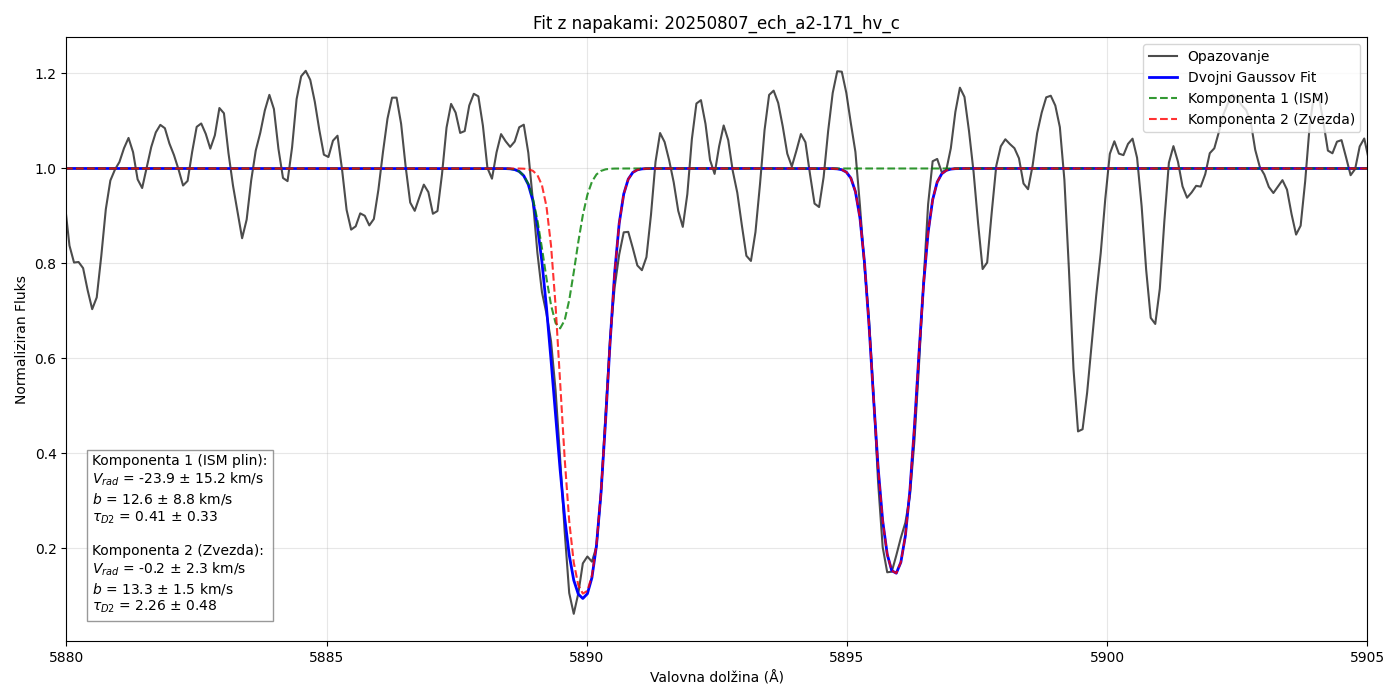 Fit z napakami: 20250807_ech_a2-171_hv_c
Normaliziran Fluks
1.2
1.0
0.8
0.6
0.4
0.2
Opazovanje
Dvojni Gaussov Fit
Komponenta 1 (ISM)
Komponenta 2 (Zvezda)
Komponenta 1 (ISM plin):
V_rad = -23.9 ± 15.2 km/s
b = 12.6 ± 8.8 km/s
τ_D2 = 0.41 ± 0.33
Komponenta 2 (Zvezda):
V_rad = -0.2 ± 2.3 km/s
b = 13.3 ± 1.5 km/s
τ_D2 = 2.26 ± 0.48
5880 5885 5890 5895 5900 5905
Valovna dolžina (Å)